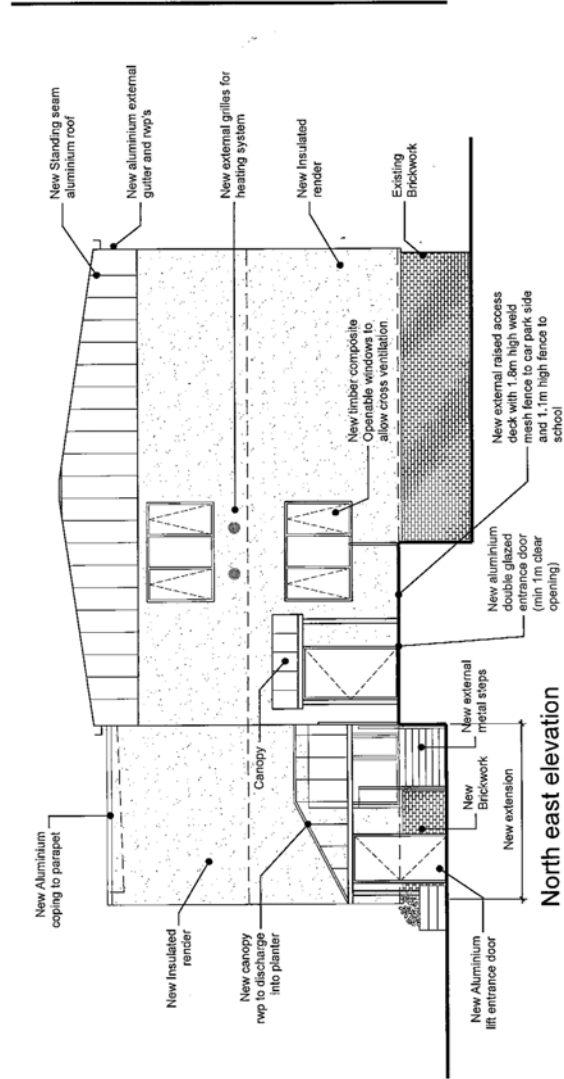 New Aluminium
coping to parapet
New Insulated
render
New canopy
rwp to discharge
into planter
New Aluminium
lift entrance door
New Standing seam
aluminium roof
New aluminium external
gutter and rwp's
New external grilles for
heating system
New Insulated
render
Existing
Brickwork
New timber composite
Openable windows to
allow cross ventilation
Canopy
New external raised access
deck with 1.8m high weld
mesh fence to car park side
and 1.1m high fence to
school
New aluminium
double glazed
entrance door
(min 1m clear
opening)
New external
metal steps
New
Brickwork
New extension
North east elevation